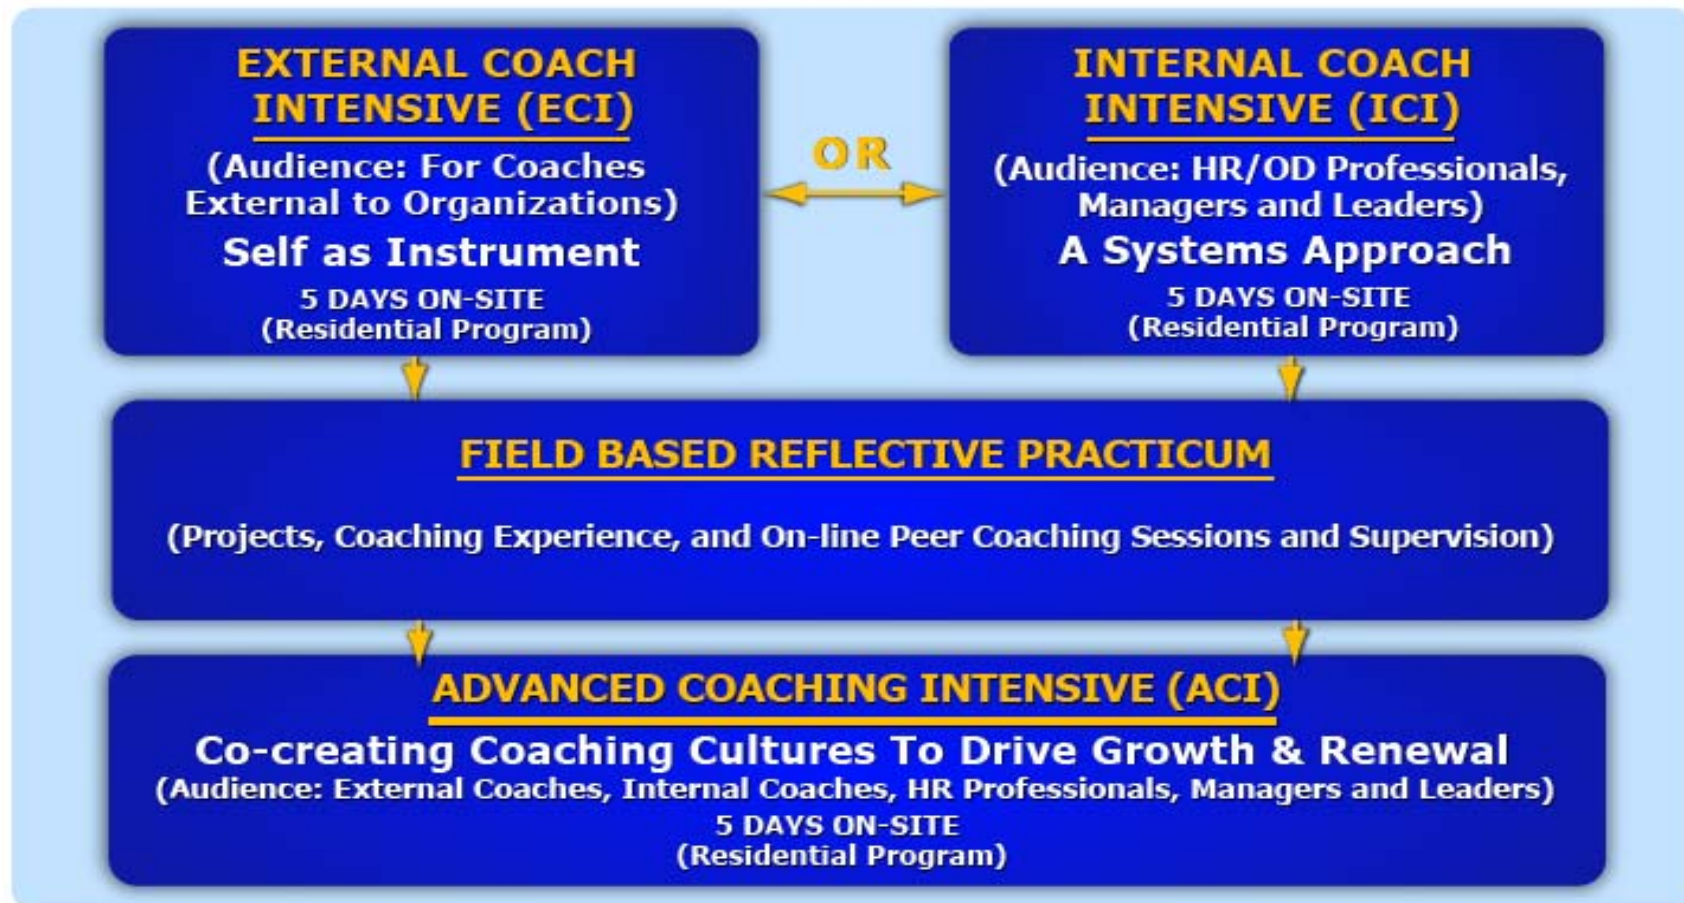 EXTERNAL COACH
INTENSIVE (ECI)
(Audience: For Coaches
External to Organizations)
Self as Instrument
5 DAYS ON-SITE
(Residential Program)
OR
INTERNAL COACH
INTENSIVE (ICI)
(Audience: HR/OD Professionals,
Managers and Leaders)
A Systems Approach
5 DAYS ON-SITE
(Residential Program)
FIELD BASED REFLECTIVE PRACTICUM
(Projects, Coaching Experience, and On-line Peer Coaching Sessions and Supervision)
ADVANCED COACHING INTENSIVE (ACI)
Co-creating Coaching Cultures To Drive Growth & Renewal
(Audience: External Coaches, Internal Coaches, HR Professionals, Managers and Leaders)
5 DAYS ON-SITE
(Residential Program)